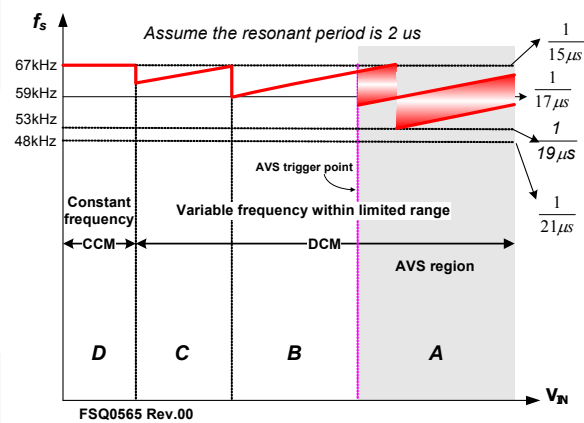 fs
Assume the resonant period is 2 us
67kHz
59kHz
53kHz
48kHz
1
15μs
1
17μs
1
19μs
1
21μs
AVS trigger point
Constant
frequency
Variable frequency within limited range
CCM
DCM
AVS region
D
C
B
A
VIN
FSQ0565 Rev.00